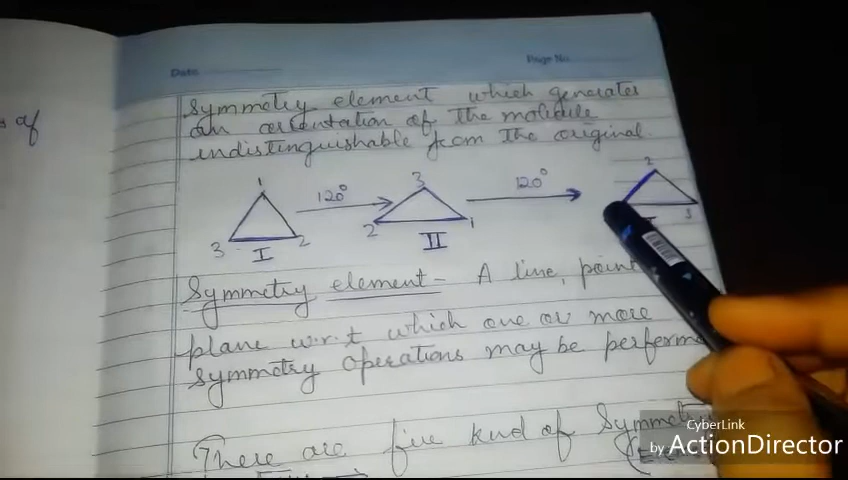 s of
Date
Page No.
Symmetry element which generates
an orientation of the molecule
indistinguishable from the original.
1 120° 3 120° 2
3 2 2 1 3
I II I
Symmetry element - A line, point
plane w.r.t which one or more
symmetry operations may be perform
There are five kind of Symmetry
CyberLink
by ActionDirector